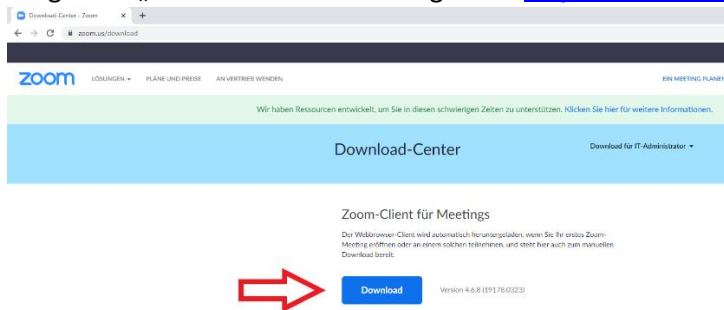 Download-Center - Zoom
zoom.us/download
zoom LÖSUNGEN PLÄNE UND PREISE AN VERTRIEB WENDEN EIN MEETING PLANEN
Wir haben Ressourcen entwickelt, um Sie in diesen schwierigen Zeiten zu unterstützen. Klicken Sie hier für weitere Informationen.
Download-Center Download für IT-Administrator
Zoom-Client für Meetings
Der Webbrowser-Client wird automatisch heruntergeladen, wenn Sie Ihr erstes Zoom-
Meeting eröffnen oder an einem solchen teilnehmen, und steht hier auch zum manuellen
Download bereit.
Download Version 4.6.8 (19178.0323)